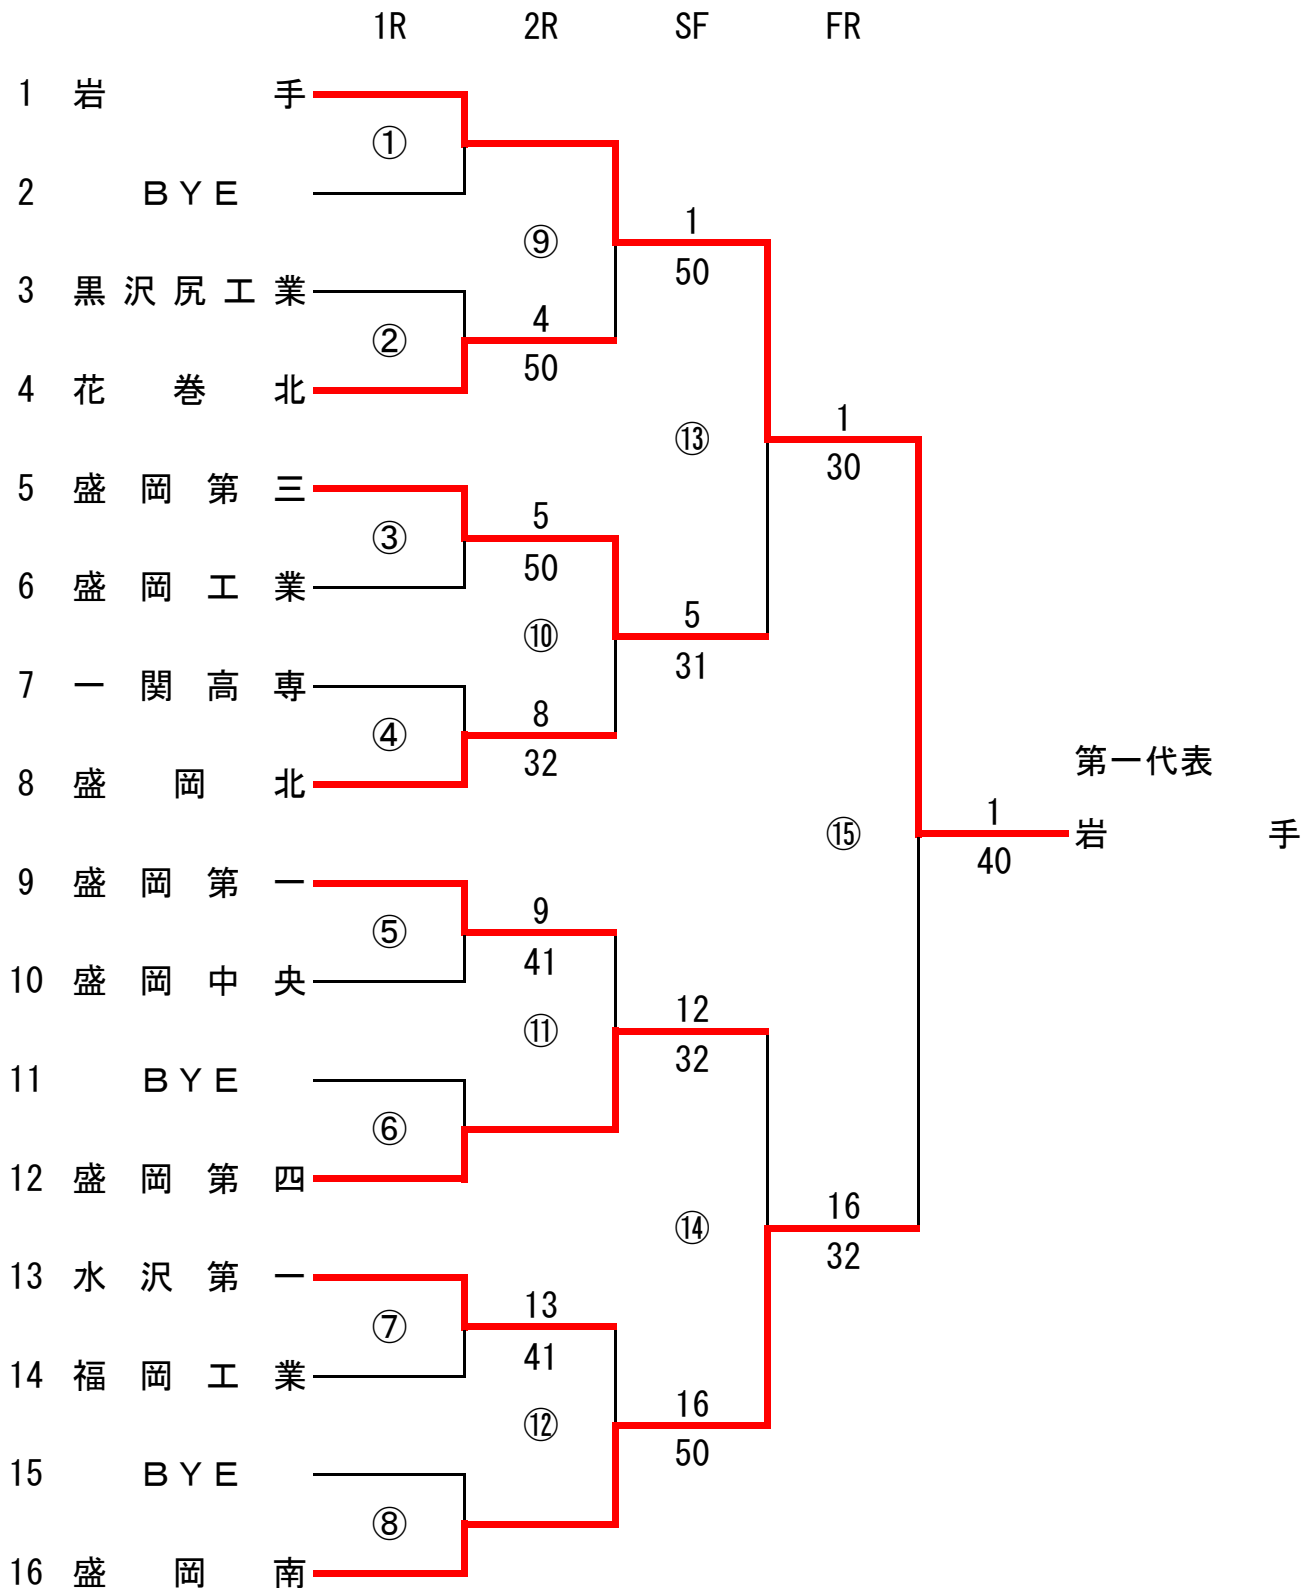 1R 2R SF FR
1 岩手
①
2 ＢＹＥ
1
⑨
50
3 黒沢尻工業
4
②
50
4 花巻北
1
⑬
30
5 盛岡第三
5
③
50
6 盛岡工業
5
⑩
31
7 一関高専
8
④
32
第一代表
8 盛岡北
1
⑮
岩手
40
9 盛岡第一
9
⑤
41
10 盛岡中央
12
⑪
32
11 ＢＹＥ
⑥
12 盛岡第四
16
⑭
32
13 水沢第一
13
⑦
41
14 福岡工業
16
⑫
50
15 ＢＹＥ
⑧
16 盛岡南